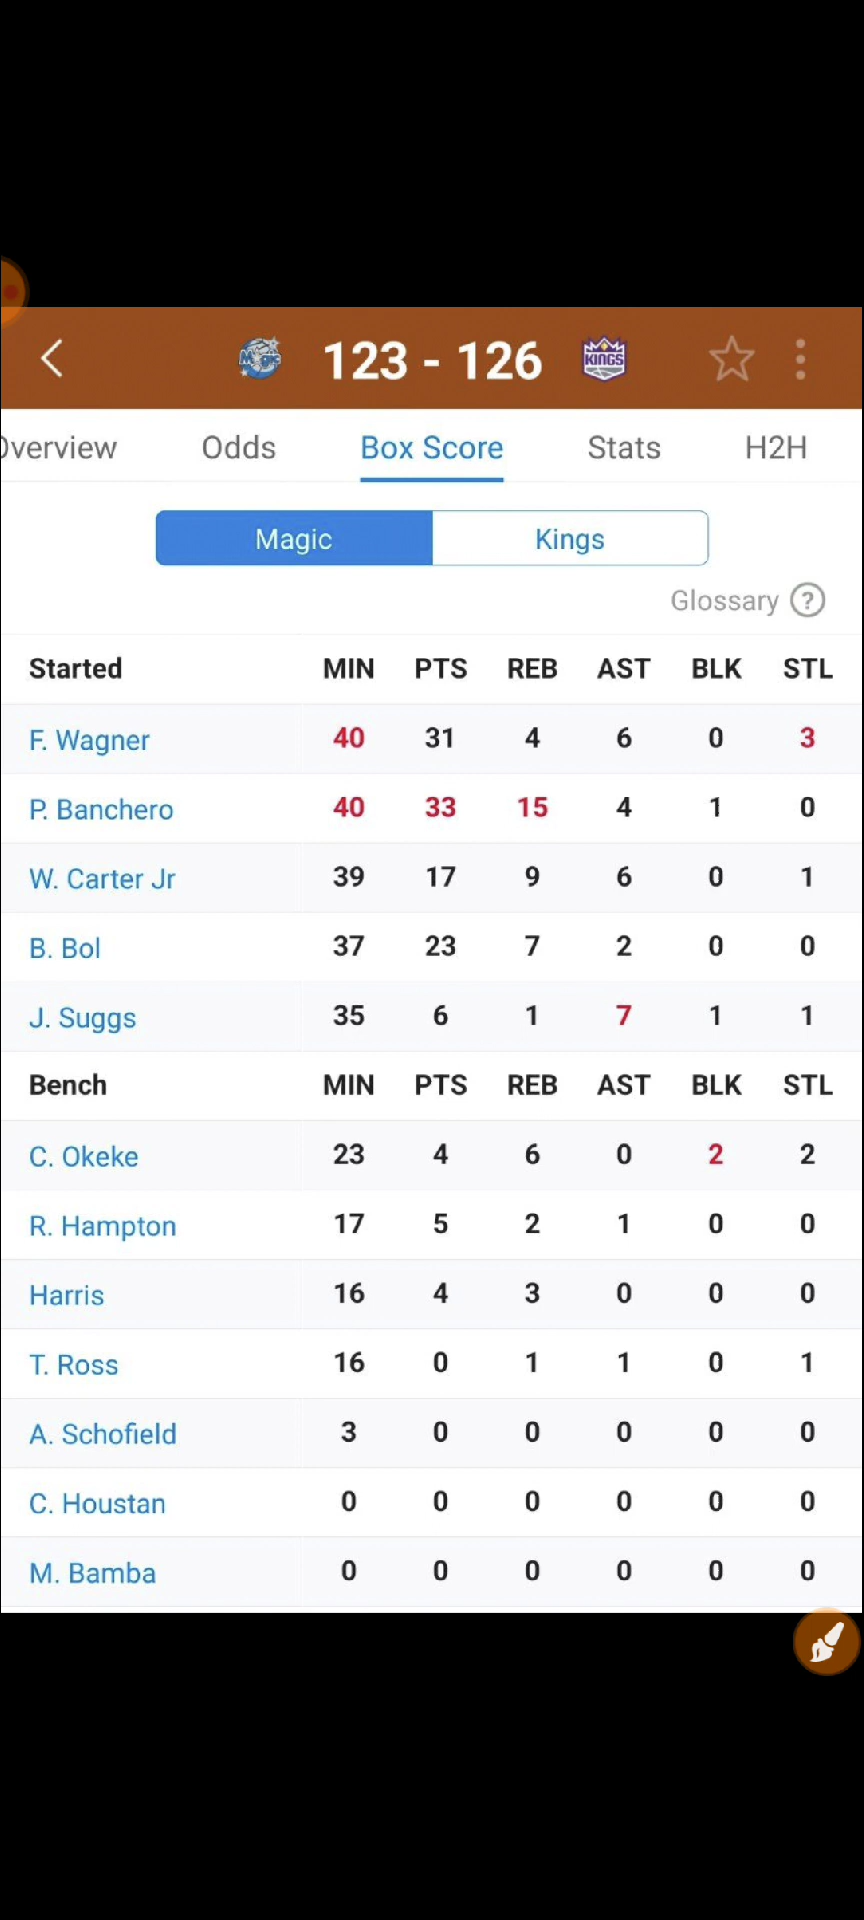 Magic 123 - 126 KINGS
Overview Odds Box Score Stats H2H
Magic Kings
Glossary ?
Started MIN PTS REB AST BLK STL
F. Wagner 40 31 4 6 0 3
P. Banchero 40 33 15 4 1 0
W. Carter Jr 39 17 9 6 0 1
B. Bol 37 23 7 2 0 0
J. Suggs 35 6 1 7 1 1
Bench MIN PTS REB AST BLK STL
C. Okeke 23 4 6 0 2 2
R. Hampton 17 5 2 1 0 0
Harris 16 4 3 0 0 0
T. Ross 16 0 1 1 0 1
A. Schofield 3 0 0 0 0 0
C. Houstan 0 0 0 0 0 0
M. Bamba 0 0 0 0 0 0